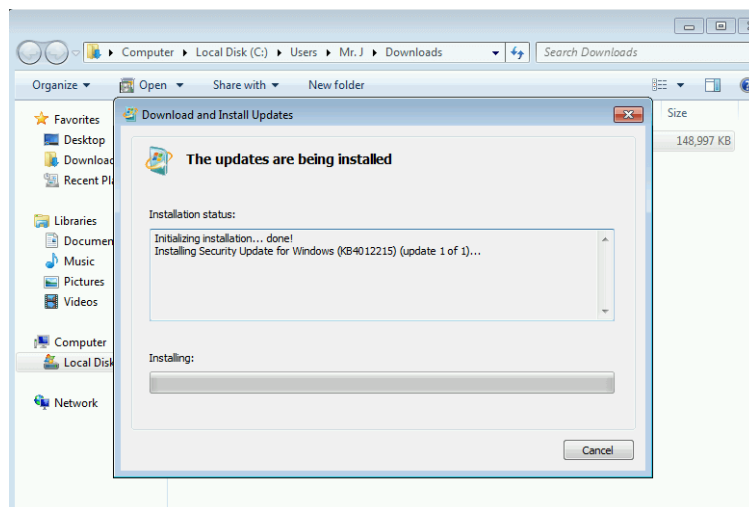 Computer ▸ Local Disk (C:) ▸ Users ▸ Mr. J ▸ Downloads
Search Downloads
Organize Open Share with New folder
Size
148,997 KB
Favorites
Desktop
Recent
Libraries
Music
Pictures
Videos
Computer
Local Disk
Network
Download and Install Updates
The updates are being installed
Installation status:
Initializing installation... done!
Installing Security Update for Windows (KB4012215) (update 1 of 1)...
Installing:
Cancel